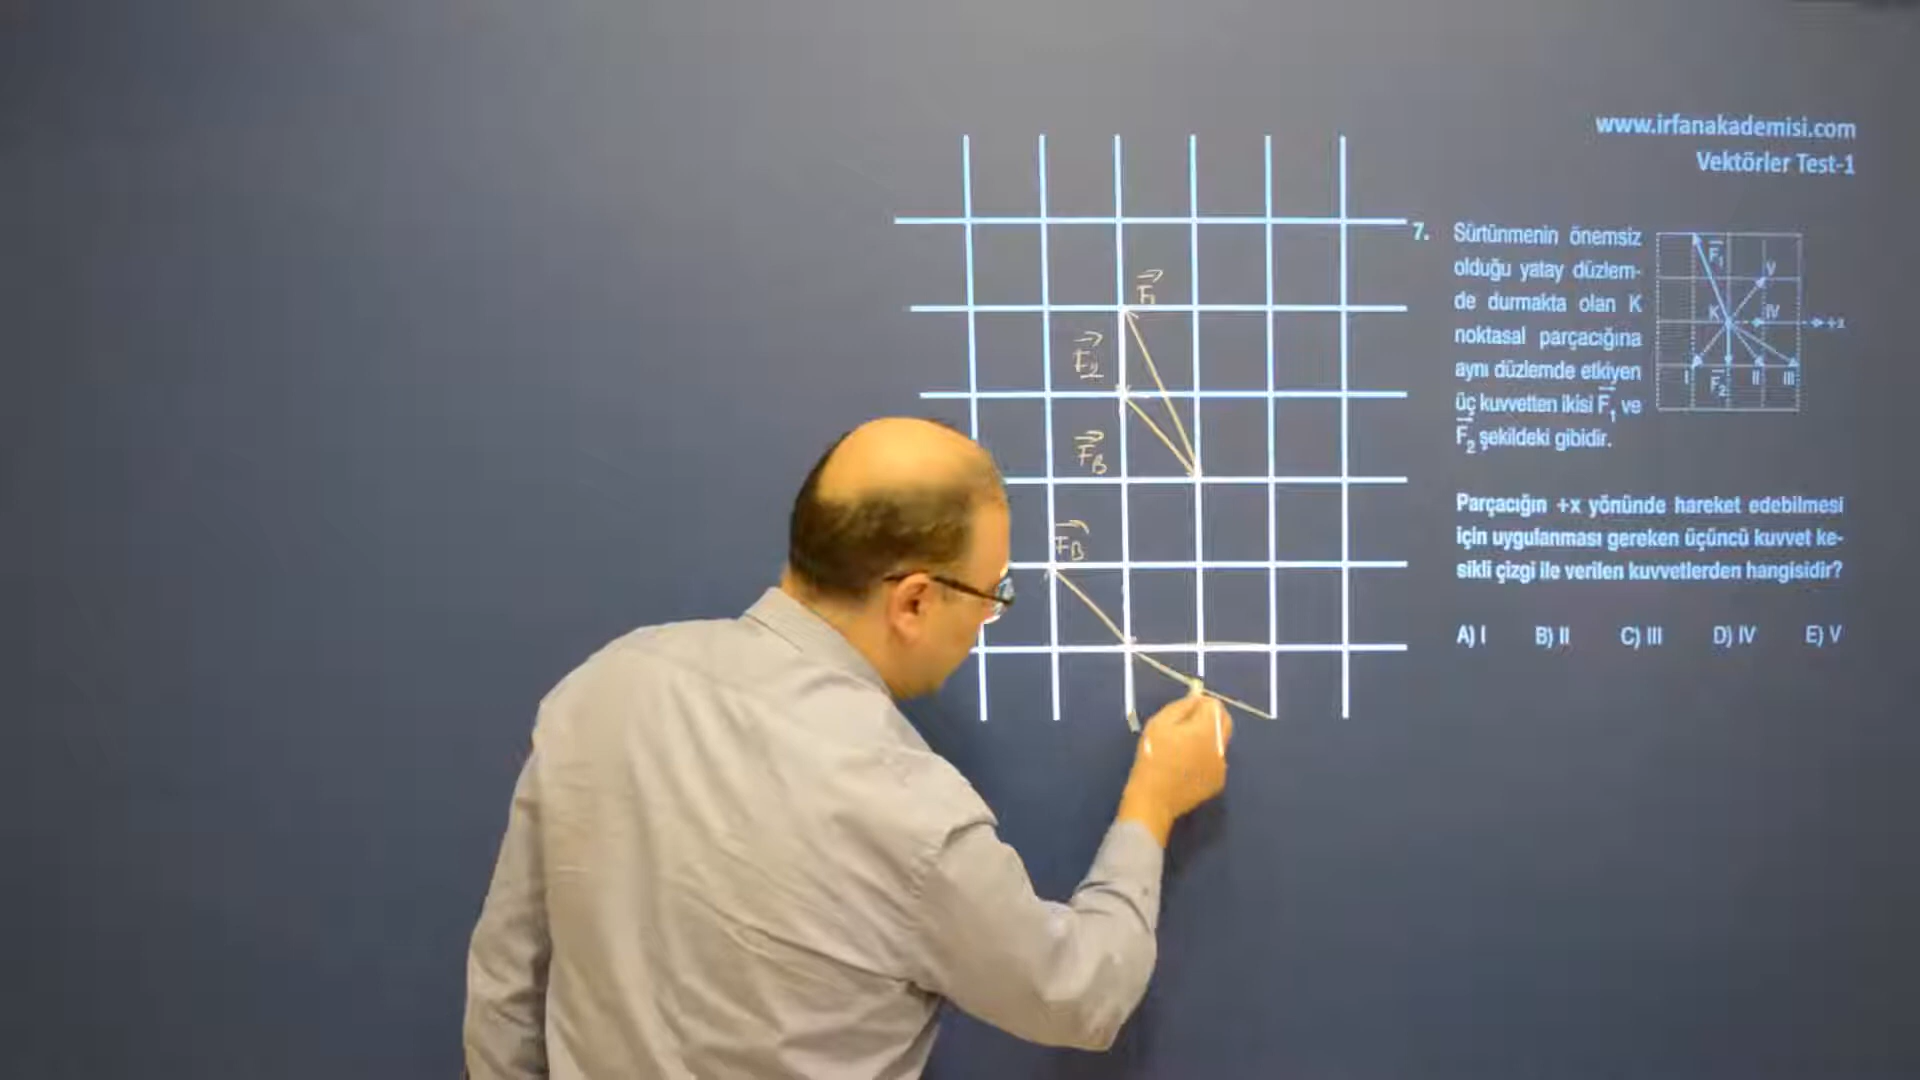 www.irfanakademisi.com
Vektörler Test-1
7. Sürtünmenin önemsiz
olduğu yatay düzlem-
de durmakta olan K
noktasal parçacığına
aynı düzlemde etkiyen
üç kuvvetten ikisi F₁ ve
F₂ şekildeki gibidir.
F₁
V
K
IV
+x
I
F₂
II
III
Parçacığın +x yönünde hareket edebilmesi
için uygulanması gereken üçüncü kuvvet ke-
sikli çizgi ile verilen kuvvetlerden hangisidir?
A) I B) II C) III D) IV E) V
F₁
F₂
F_B
F_B